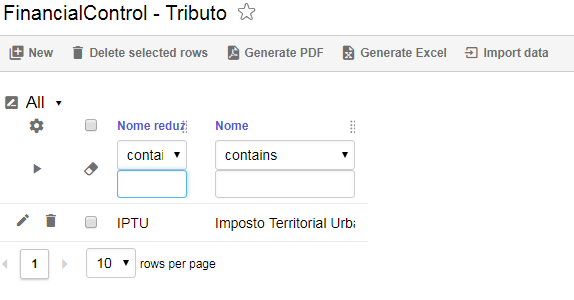 FinancialControl - Tributo
New Delete selected rows Generate PDF Generate Excel Import data
All
Nome reduz Nome
contai contains
IPTU Imposto Territorial Urba
1 10 rows per page